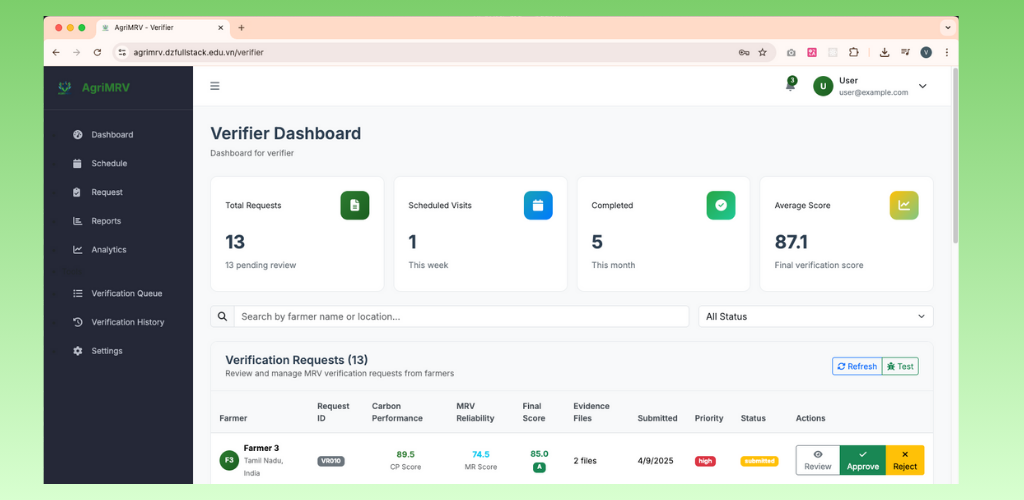 AgriMRV - Verifier
agrimrv.dzfullstack.edu.vn/verifier
V
AgriMRV
Dashboard
Schedule
Request
Reports
Analytics
Verification Queue
Verification History
Settings
3
U
User
user@example.com
Verifier Dashboard
Dashboard for verifier
Total Requests
13
13 pending review
Scheduled Visits
1
This week
Completed
5
This month
Average Score
87.1
Final verification score
Search by farmer name or location...
All Status
Verification Requests (13)
Review and manage MRV verification requests from farmers
Refresh
Test
Farmer
Request ID
Carbon Performance
MRV Reliability
Final Score
Evidence Files
Submitted
Priority
Status
Actions
F3
Farmer 3
Tamil Nadu,
India
VR010
89.5
CP Score
74.5
MR Score
85.0
A
2 files
4/9/2025
high
submitted
Review
Approve
Reject